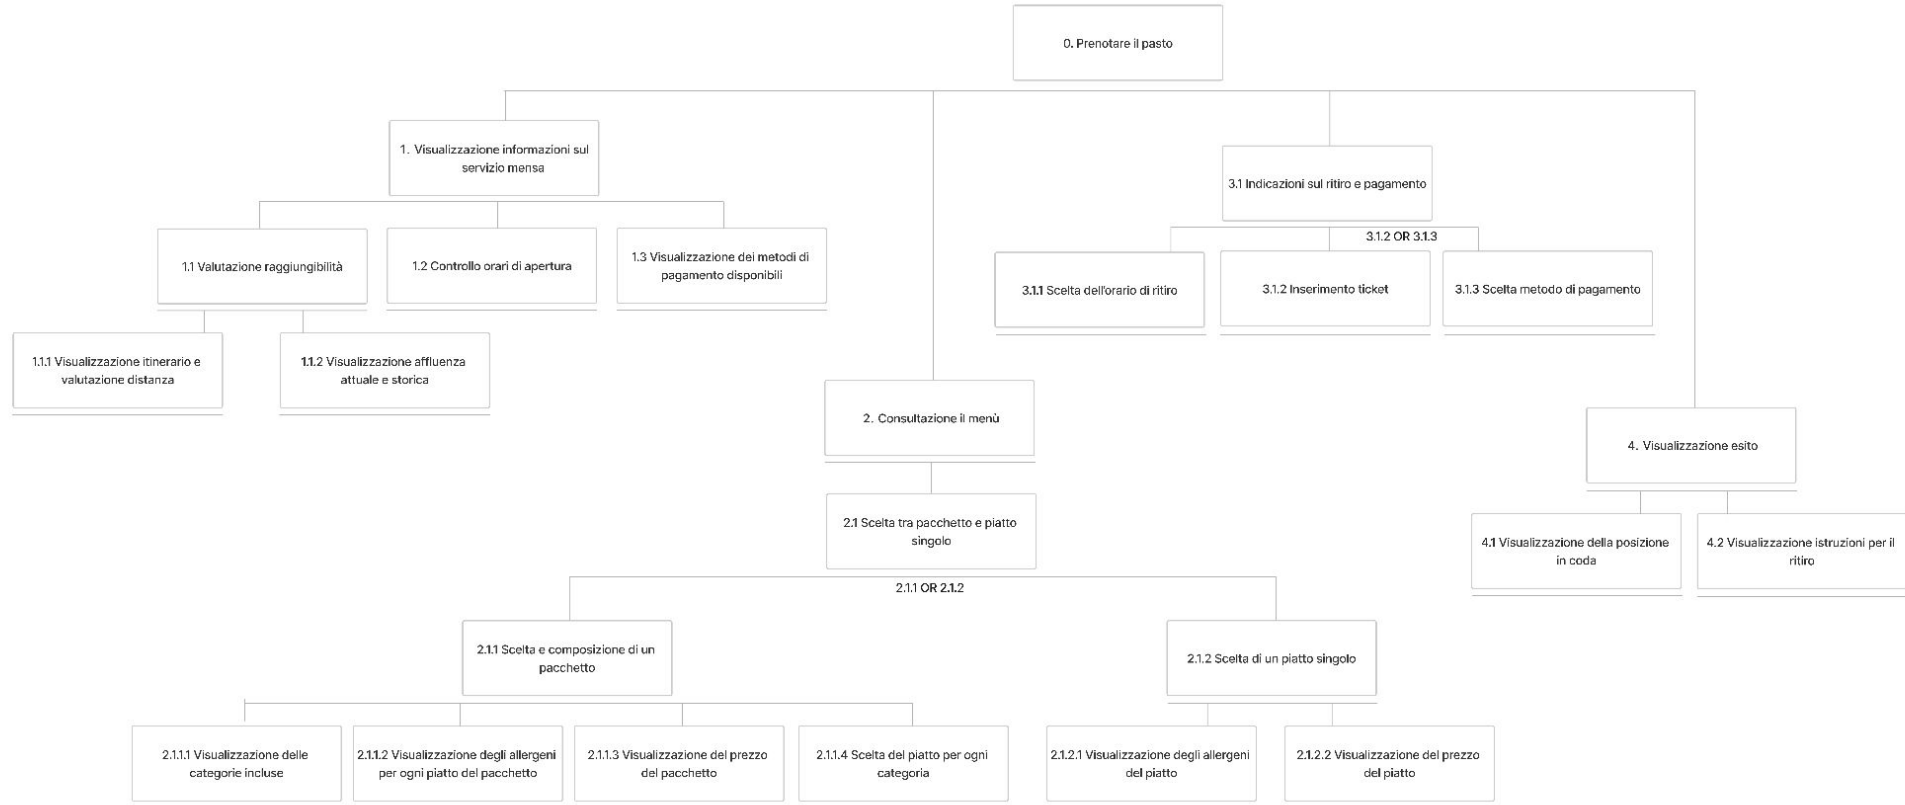 0. Prenotare il pasto
1. Visualizzazione informazioni sul
servizio mensa
3.1 Indicazioni sul ritiro e pagamento
3.1.2 OR 3.1.3
1.1 Valutazione raggiungibilità
1.2 Controllo orari di apertura
1.3 Visualizzazione dei metodi di
pagamento disponibili
3.1.1 Scelta dell'orario di ritiro
3.1.2 Inserimento ticket
3.1.3 Scelta metodo di pagamento
1.1.1 Visualizzazione itinerario e
valutazione distanza
1.1.2 Visualizzazione affluenza
attuale e storica
2. Consultazione il menù
4. Visualizzazione esito
2.1 Scelta tra pacchetto e piatto
singolo
4.1 Visualizzazione della posizione
in coda
4.2 Visualizzazione istruzioni per il
ritiro
2.1.1 OR 2.1.2
2.1.1 Scelta e composizione di un
pacchetto
2.1.2 Scelta di un piatto singolo
2.1.1.1 Visualizzazione delle
categorie incluse
2.1.1.2 Visualizzazione degli allergeni
per ogni piatto del pacchetto
2.1.1.3 Visualizzazione del prezzo
del pacchetto
2.1.1.4 Scelta del piatto per ogni
categoria
2.1.2.1 Visualizzazione degli allergeni
del piatto
2.1.2.2 Visualizzazione del prezzo
del piatto